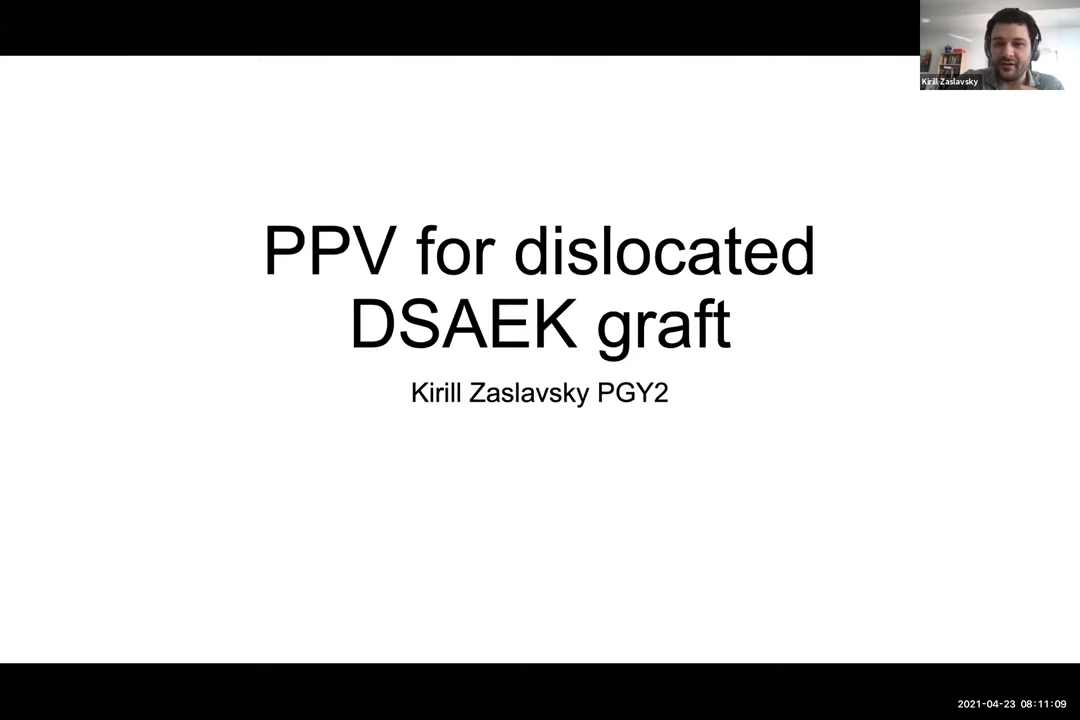 Kirill Zaslavsky
PPV for dislocated
DSAEK graft
Kirill Zaslavsky PGY2
2021-04-23 08:11:09